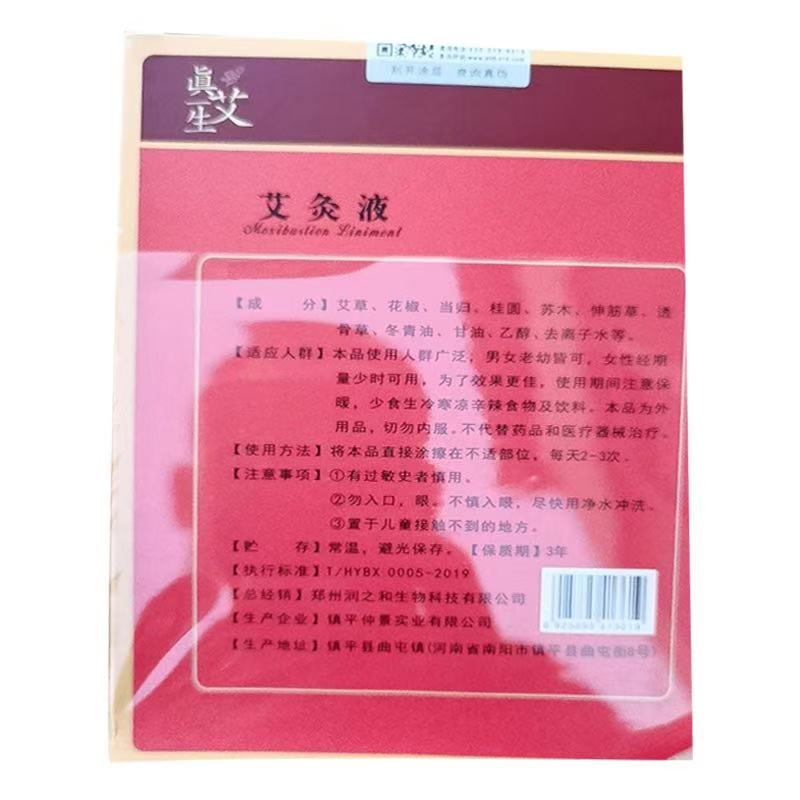 刮开涂层 查询真伪
真艾
一生
艾灸液
Moxibustion Liniment
【成 分】艾草、花椒、当归、桂圆、苏木、伸筋草、透
骨草、冬青油、甘油、乙醇、去离子水等。
【适应人群】本品使用人群广泛，男女老幼皆可，女性经期
量少时可用，为了效果更佳，使用期间注意保
暖，少食生冷寒凉辛辣食物及饮料。本品为外
用品，切勿内服。不代替药品和医疗器械治疗。
【使用方法】将本品直接涂擦在不适部位，每天2-3次。
【注意事项】①有过敏史者慎用。
②勿入口，眼。不慎入眼，尽快用净水冲洗。
③置于儿童接触不到的地方。
【贮 存】常温，避光保存。【保质期】3年
【执行标准】T/HYBX 0005-2019
【总经销】郑州润之和生物科技有限公司
【生产企业】镇平仲景实业有限公司
【生产地址】镇平县曲屯镇(河南省南阳市镇平县曲屯街8号)